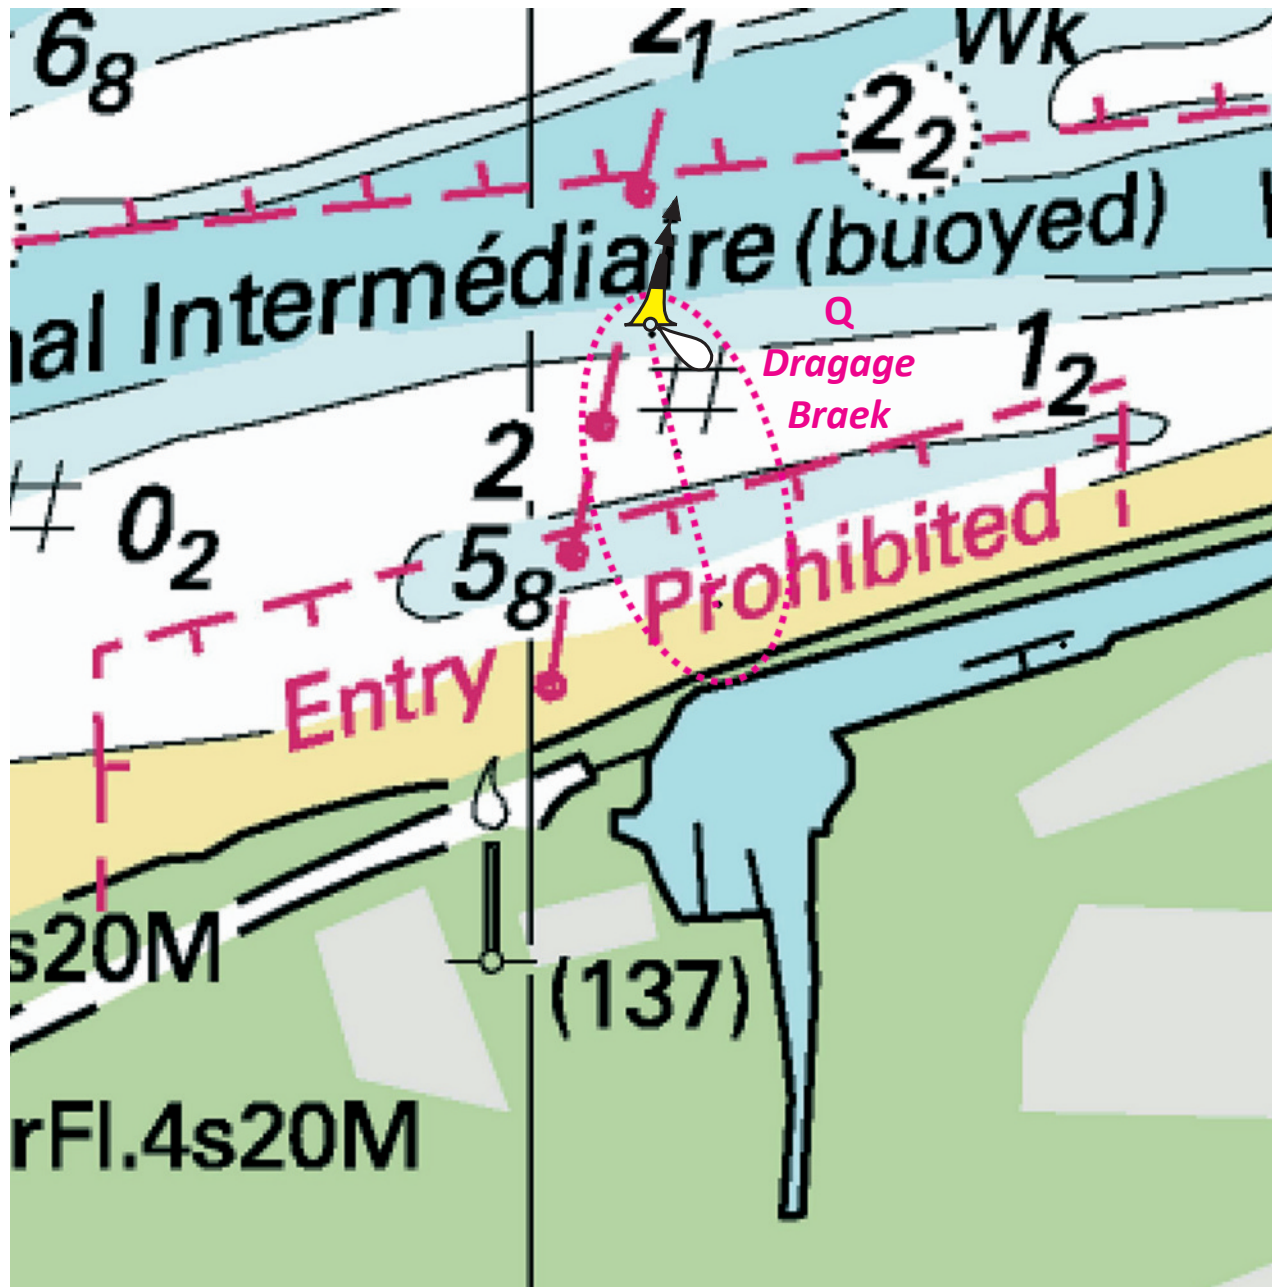 6₈
2₁
Wk
2₂
nal Intermédiaire (buoyed)
Q
Dragage
Braek
1₂
2
0₂
5₈
Entry Prohibited
s20M
(137)
rFl.4s20M